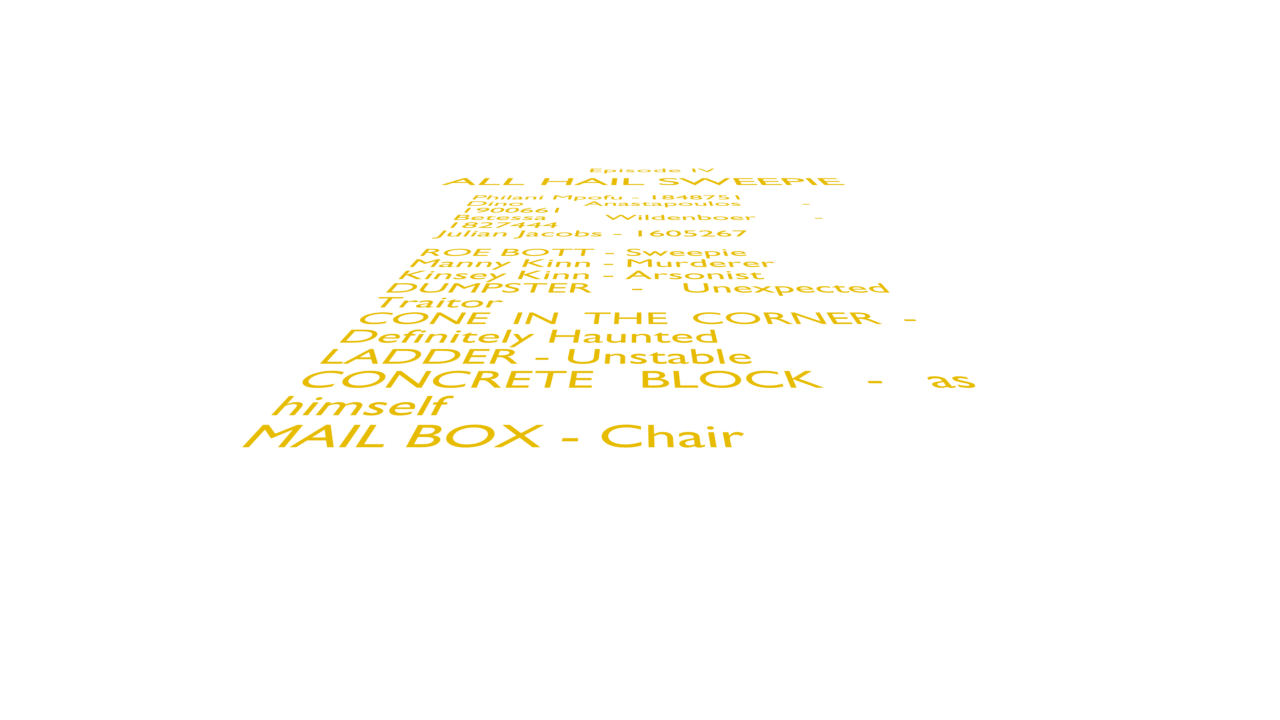 Episode IV
ALL HAIL SWEEPIE
Philani Mpofu - 1848751
Dino Anastapoulos -
1900661
Betessa Wildenboer -
1827444
Julian Jacobs - 1605267
ROE BOTT - Sweepie
Manny Kinn - Murderer
Kinsey Kinn - Arsonist
DUMPSTER - Unexpected
Traitor
CONE IN THE CORNER -
Definitely Haunted
LADDER - Unstable
CONCRETE BLOCK - as
himself
MAIL BOX - Chair